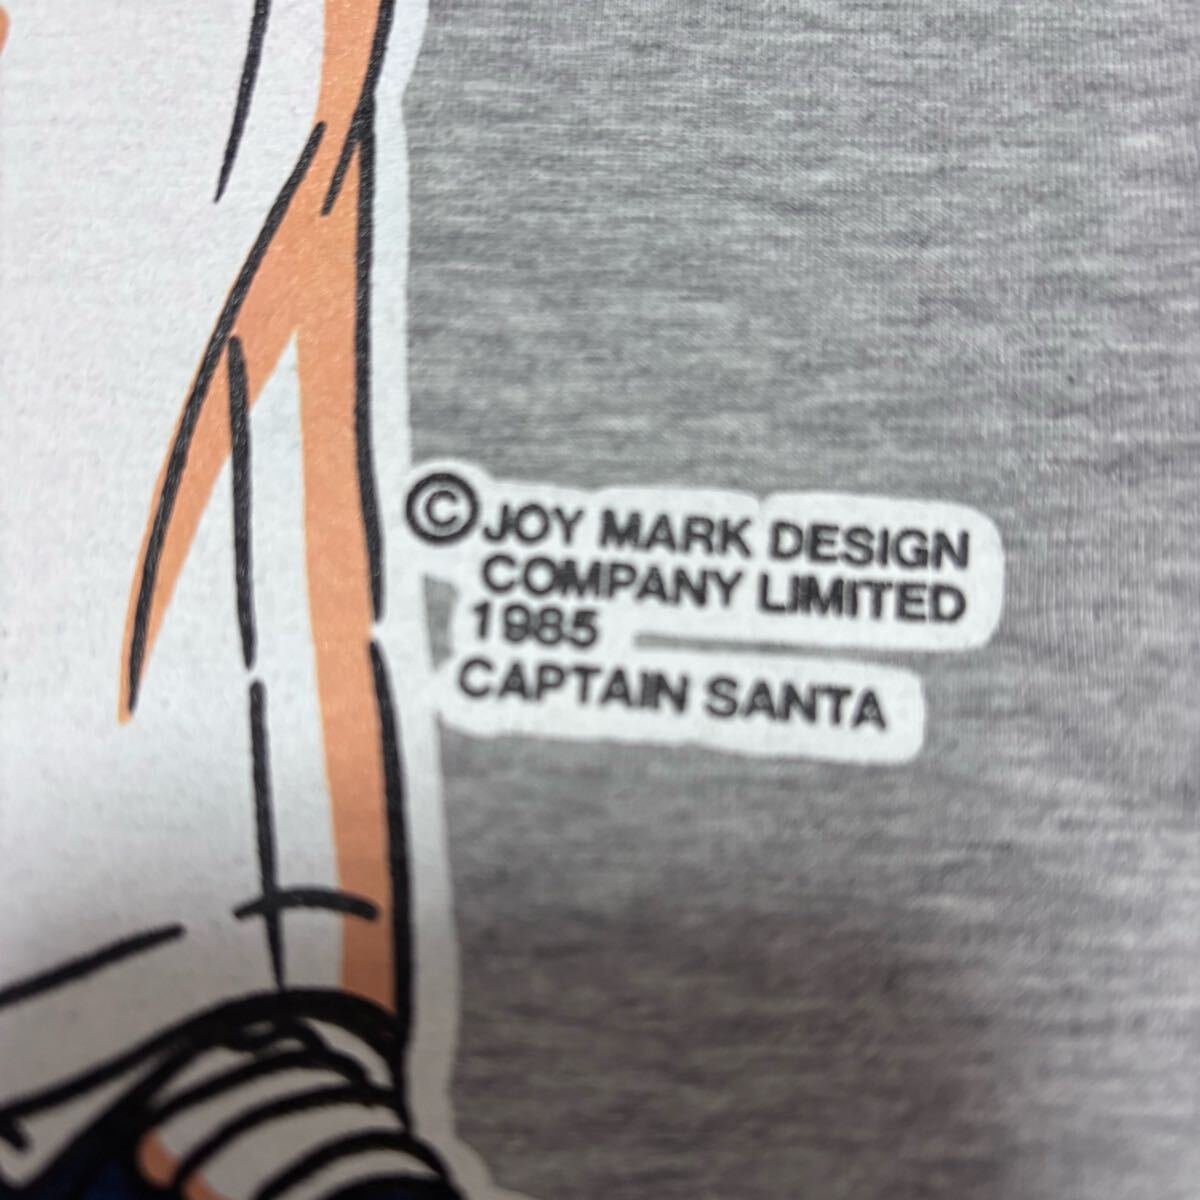 ©JOY MARK DESIGN
COMPANY LIMITED
1985
CAPTAIN SANTA